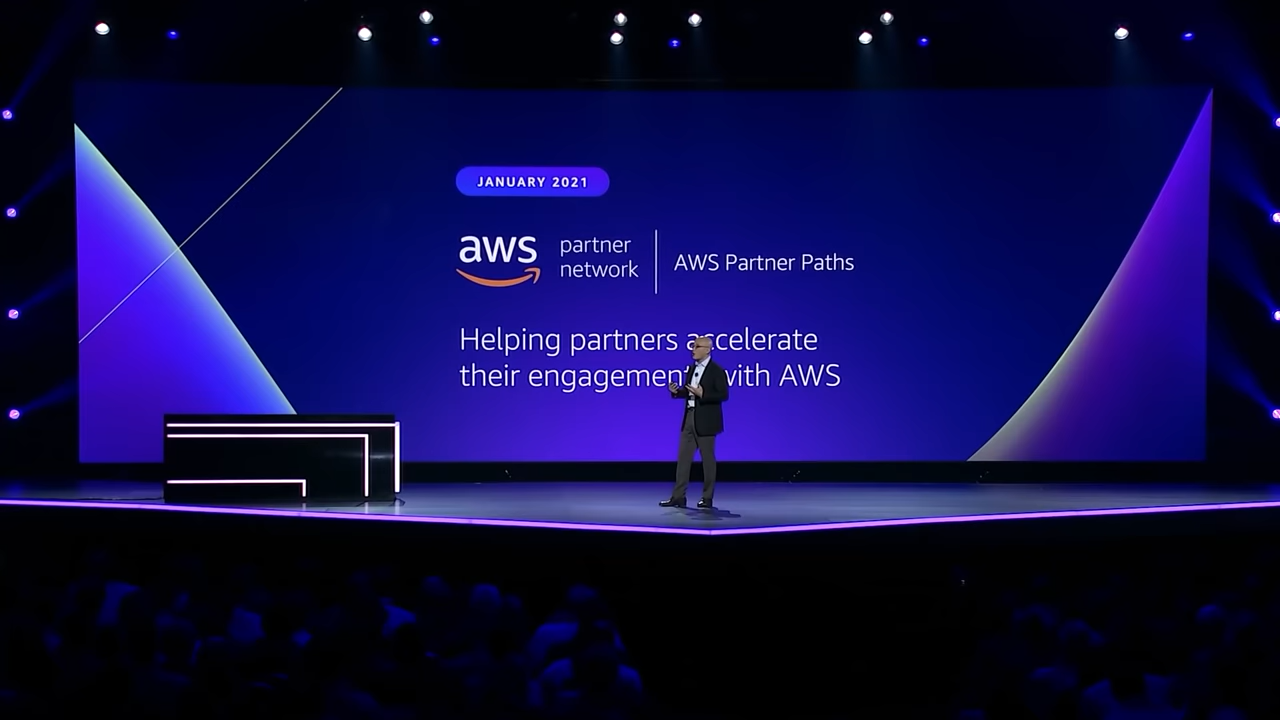 JANUARY 2021
aws partner
network
AWS Partner Paths
Helping partners accelerate
their engagement with AWS